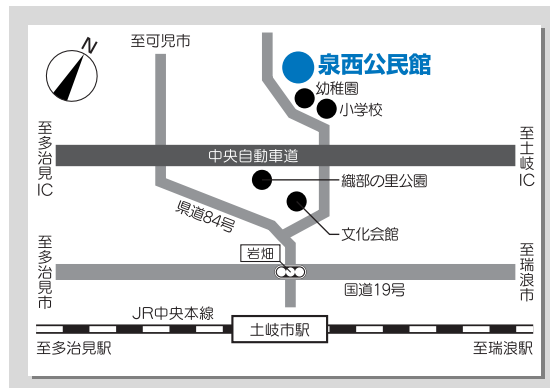 N
至可児市
泉西公民館
幼稚園
小学校
至多治見IC
中央自動車道
至土岐IC
織部の里公園
県道84号
文化会館
至多治見市
岩畑
至瑞浪市
国道19号
JR中央本線
土岐市駅
至多治見駅
至瑞浪駅